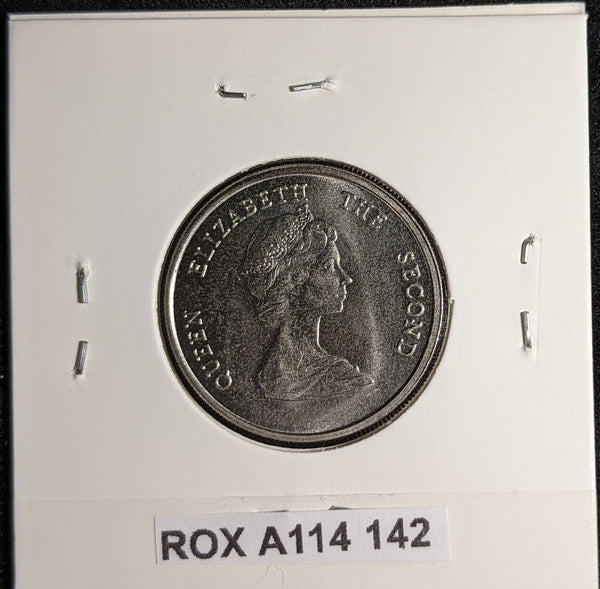 QUEEN ELIZABETH THE SECOND
ROX A114 142